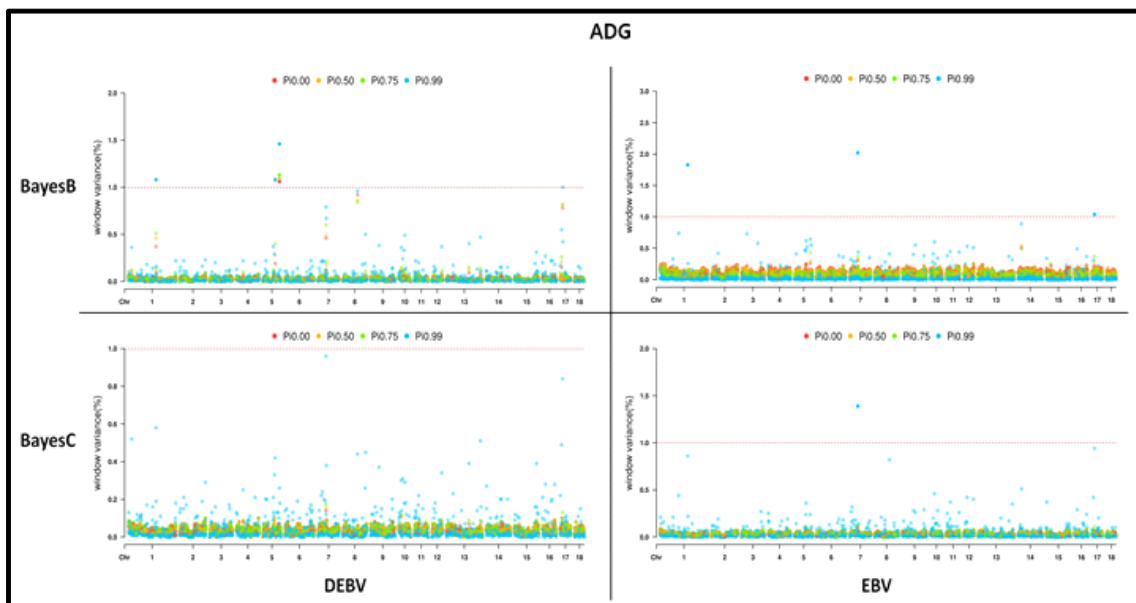 ADG
BayesB
Pi0.00 Pi0.50 Pi0.75 Pi0.99
window variance(%)
2.0
1.5
1.0
0.5
0.0
Chr 1 2 3 4 5 6 7 8 9 10 11 12 13 14 15 16 17 18
Pi0.00 Pi0.50 Pi0.75 Pi0.99
window variance(%)
3.0
2.5
2.0
1.5
1.0
0.5
0.0
Chr 1 2 3 4 5 6 7 8 9 10 11 12 13 14 15 16 17 18
BayesC
Pi0.00 Pi0.50 Pi0.75 Pi0.99
window variance(%)
1.0
0.8
0.6
0.4
0.2
0.0
Chr 1 2 3 4 5 6 7 8 9 10 11 12 13 14 15 16 17 18
Pi0.00 Pi0.50 Pi0.75 Pi0.99
window variance(%)
2.0
1.5
1.0
0.5
0.0
Chr 1 2 3 4 5 6 7 8 9 10 11 12 13 14 15 16 17 18
DEBV
EBV